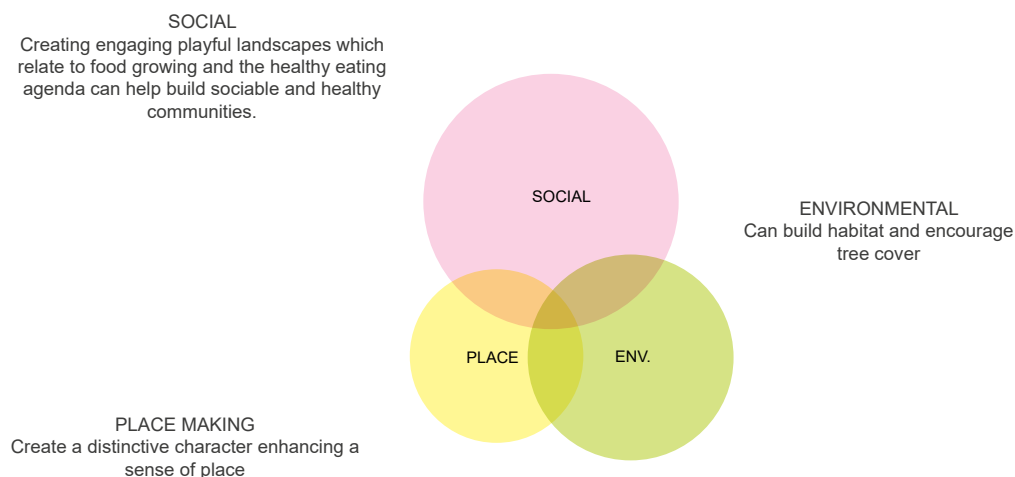 SOCIAL
Creating engaging playful landscapes which
relate to food growing and the healthy eating
agenda can help build sociable and healthy
communities.
SOCIAL
ENVIRONMENTAL
Can build habitat and encourage
tree cover
PLACE
ENV.
PLACE MAKING
Create a distinctive character enhancing a
sense of place